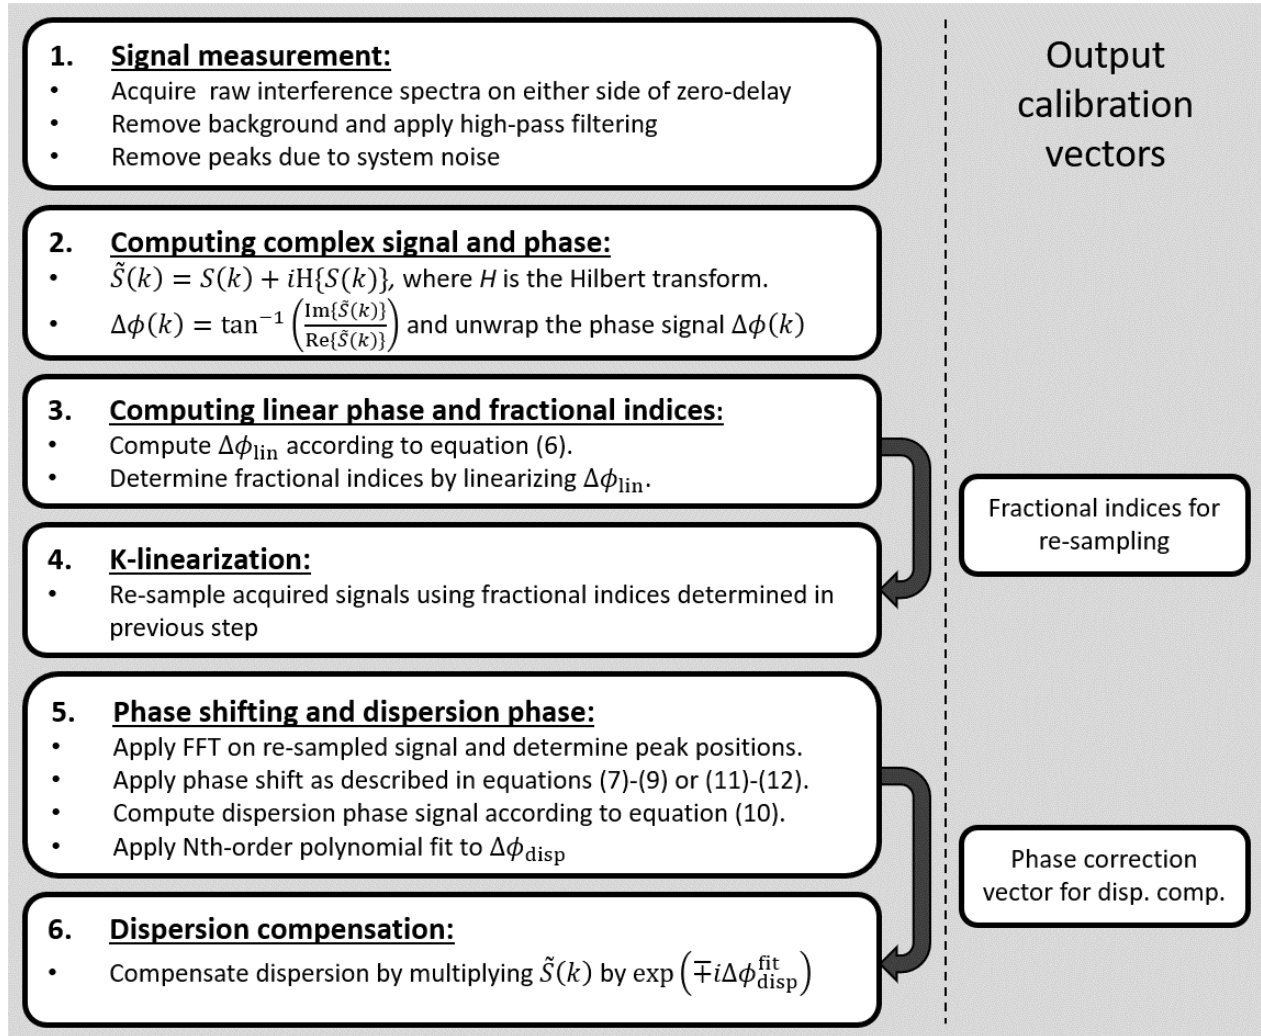 1. Signal measurement:
• Acquire raw interference spectra on either side of zero-delay
• Remove background and apply high-pass filtering
• Remove peaks due to system noise
2. Computing complex signal and phase:
• S̃(k) = S(k) + iH{S(k)}, where H is the Hilbert transform.
• Δϕ(k) = tan⁻¹(Im{S̃(k)}/Re{S̃(k)}) and unwrap the phase signal Δϕ(k)
3. Computing linear phase and fractional indices:
• Compute Δϕ_lin according to equation (6).
• Determine fractional indices by linearizing Δϕ_lin.
4. K-linearization:
• Re-sample acquired signals using fractional indices determined in
previous step
5. Phase shifting and dispersion phase:
• Apply FFT on re-sampled signal and determine peak positions.
• Apply phase shift as described in equations (7)-(9) or (11)-(12).
• Compute dispersion phase signal according to equation (10).
• Apply Nth-order polynomial fit to Δϕ_disp
6. Dispersion compensation:
• Compensate dispersion by multiplying S̃(k) by exp(∓iΔϕ_disp^fit)
Output
calibration
vectors
Fractional indices for
re-sampling
Phase correction
vector for disp. comp.